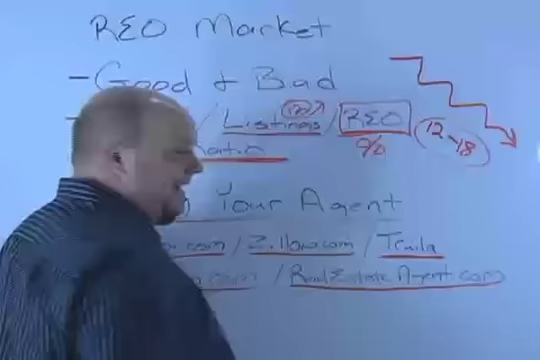 REO Market
- Good & Bad
/ Listings / REO 12-18
%
Your Agent
.com / Zillow.com / Trulia
.com / RealEstateAgent.com